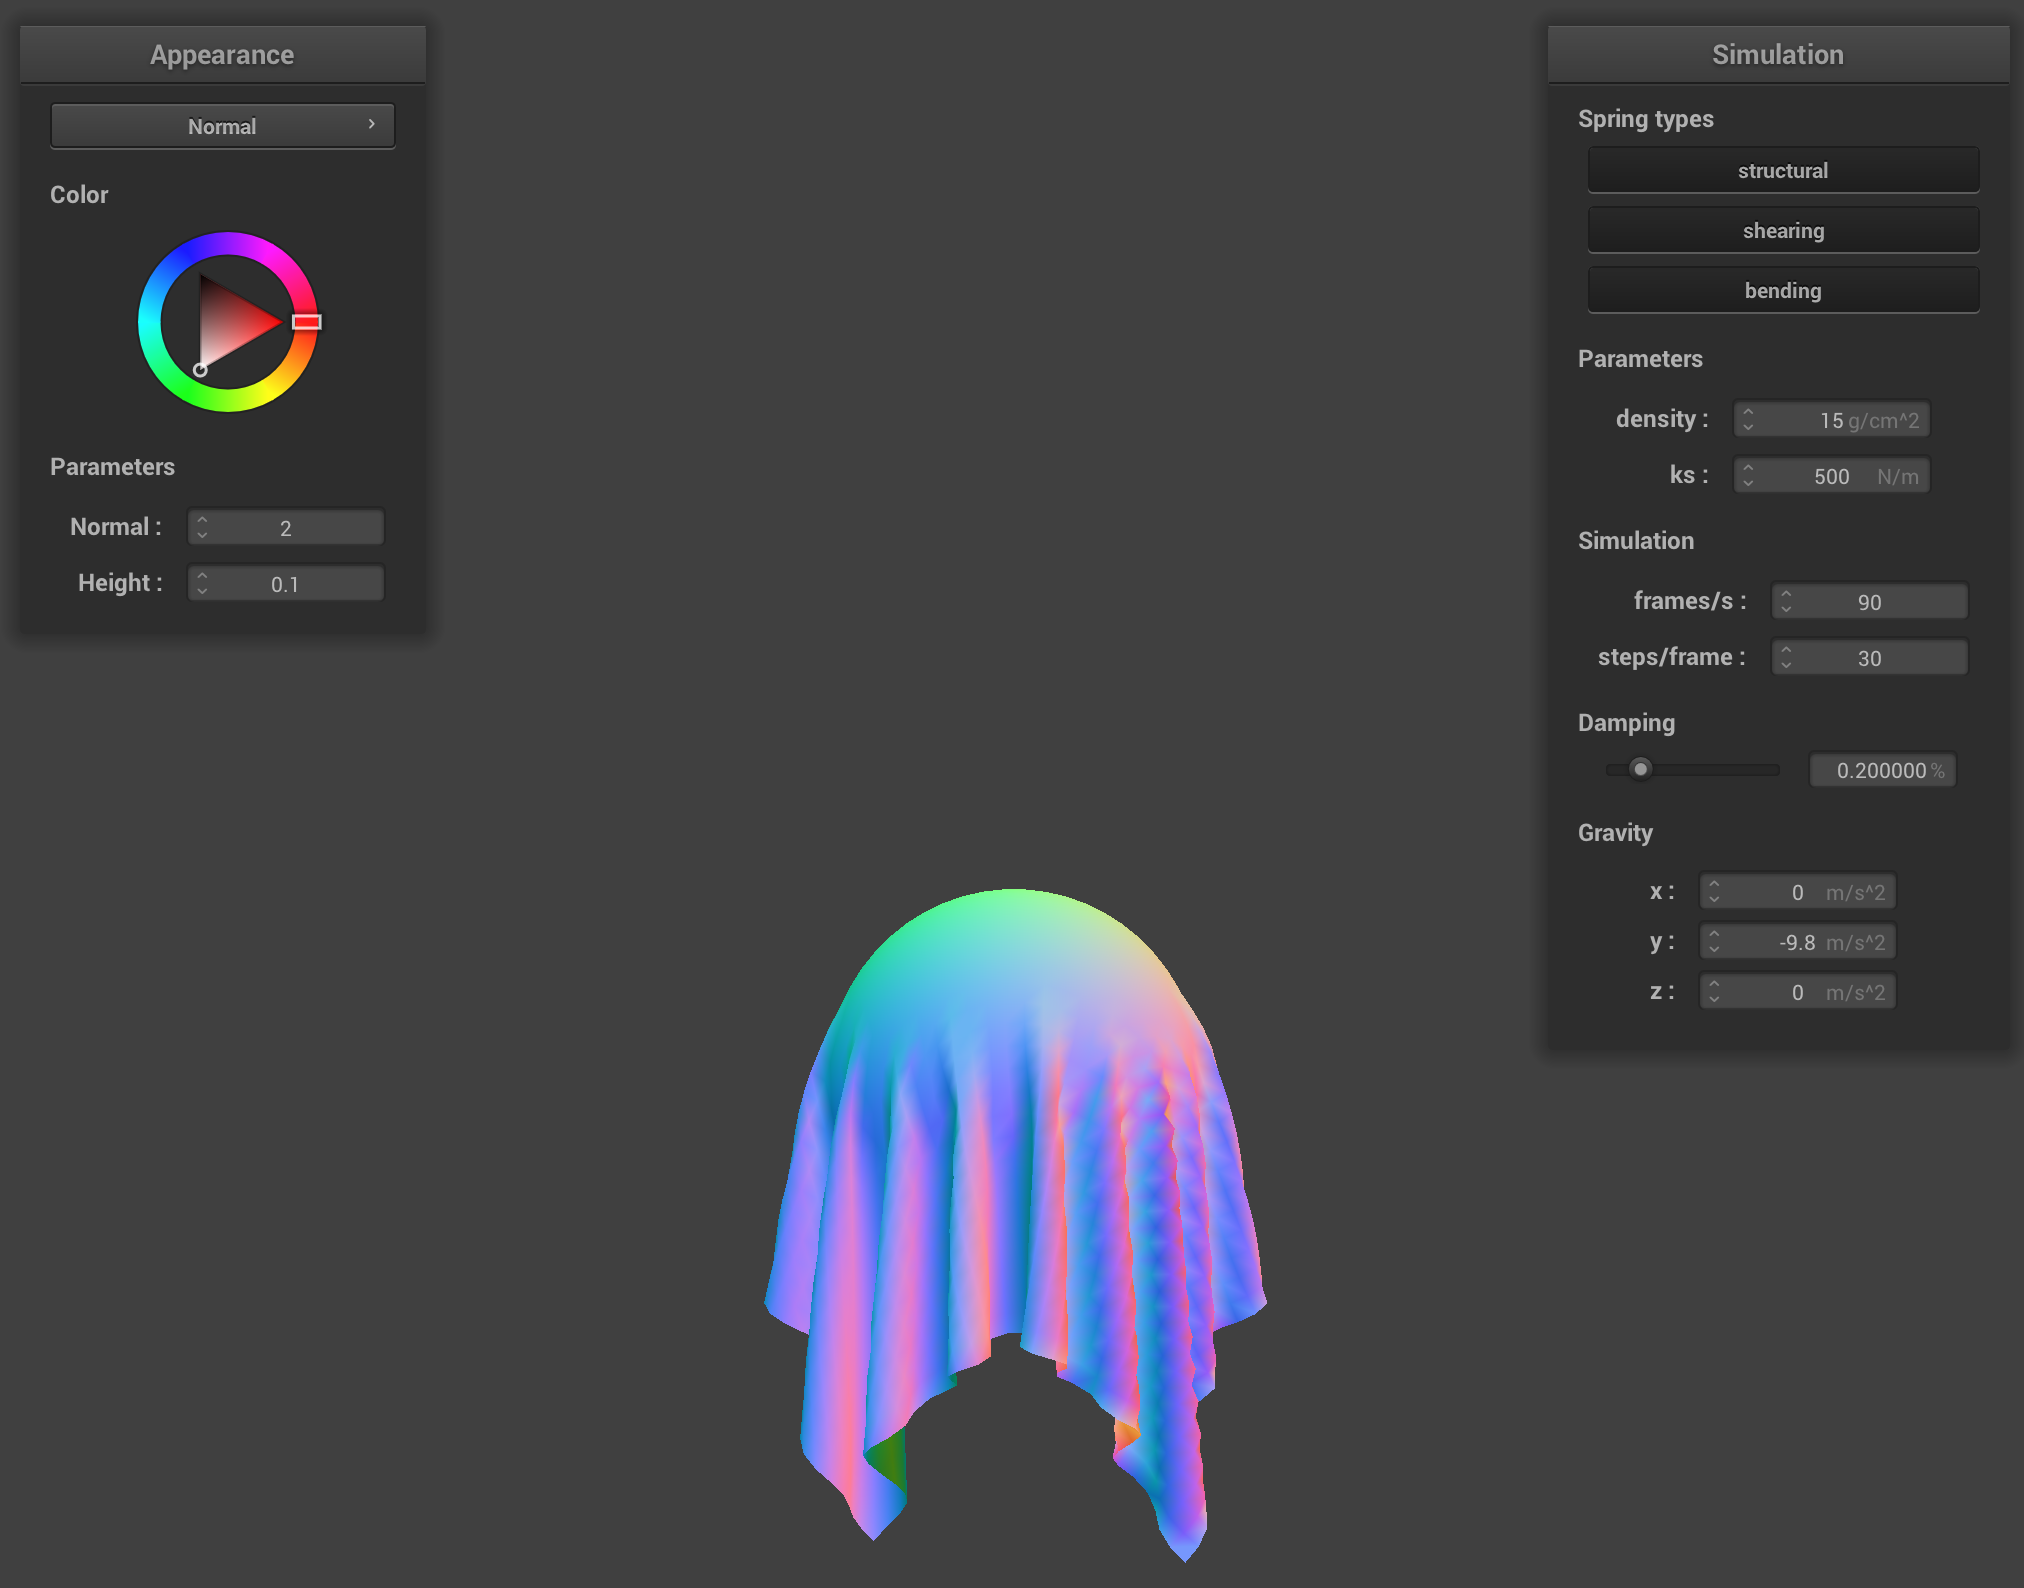 Appearance
Normal
Color
Parameters
Normal : 2
Height : 0.1
Simulation
Spring types
structural
shearing
bending
Parameters
density : 15 g/cm^2
ks : 500 N/m
Simulation
frames/s : 90
steps/frame : 30
Damping
0.200000 %
Gravity
x : 0 m/s^2
y : -9.8 m/s^2
z : 0 m/s^2